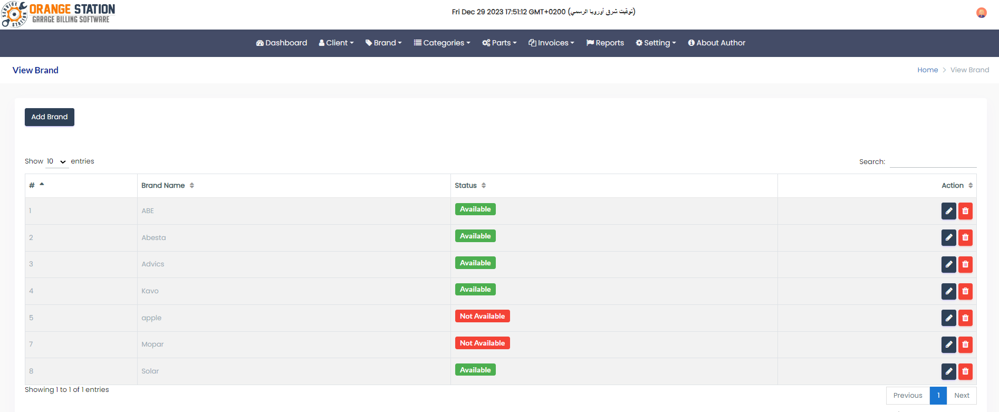 SERVICE STATION
ORANGE STATION
GARAGE BILLING SOFTWARE
Fri Dec 29 2023 17:51:12 GMT+0200 (توقيت شرق أوروبا الرسمي)
Dashboard Client Brand Categories Parts Invoices Reports Setting About Author
View Brand
Home > View Brand
Add Brand
Show 10 entries
Search:
# Brand Name Status Action
1 ABE Available
2 Abesta Available
3 Advics Available
4 Kavo Available
5 apple Not Available
7 Mopar Not Available
8 Solar Available
Showing 1 to 1 of 1 entries
Previous 1 Next